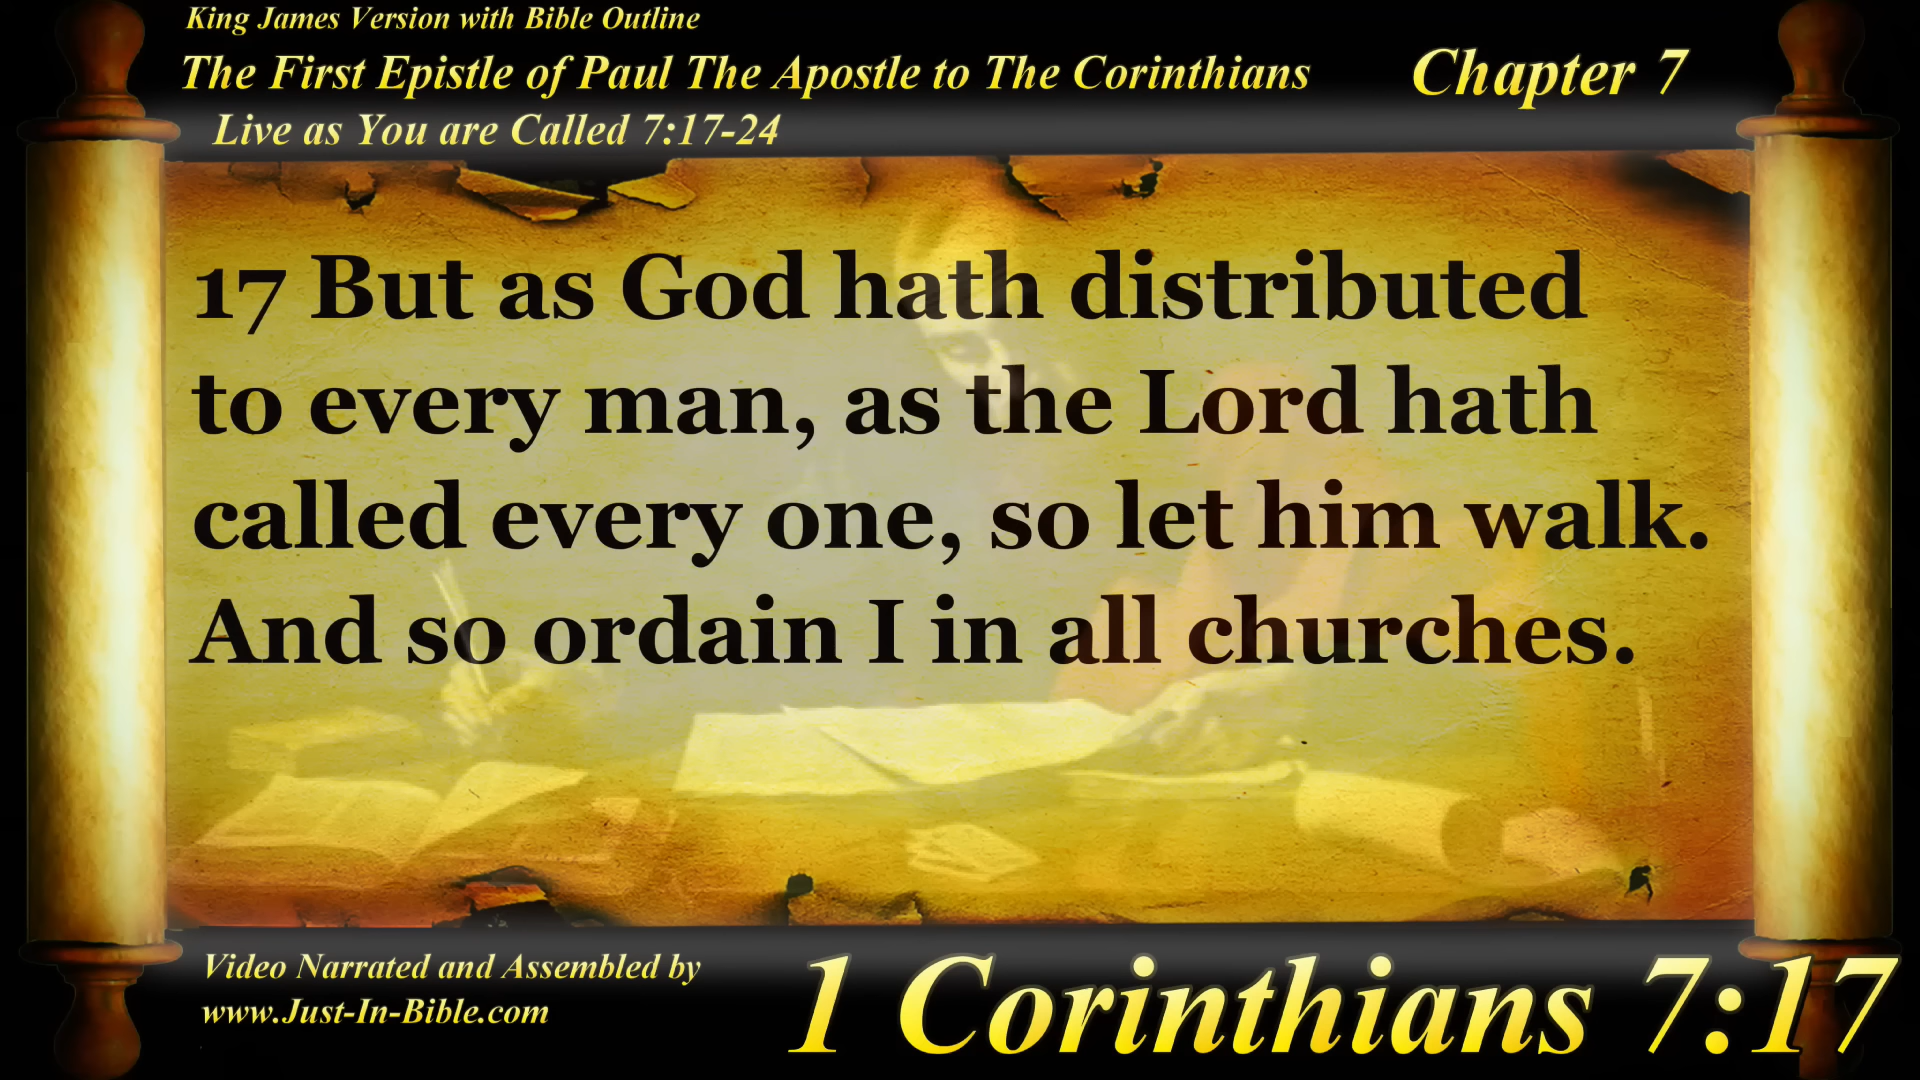 King James Version with Bible Outline
The First Epistle of Paul The Apostle to The Corinthians
Chapter 7
Live as You are Called 7:17-24
17 But as God hath distributed
to every man, as the Lord hath
called every one, so let him walk.
And so ordain I in all churches.
Video Narrated and Assembled by
www.Just-In-Bible.com
1 Corinthians 7:17